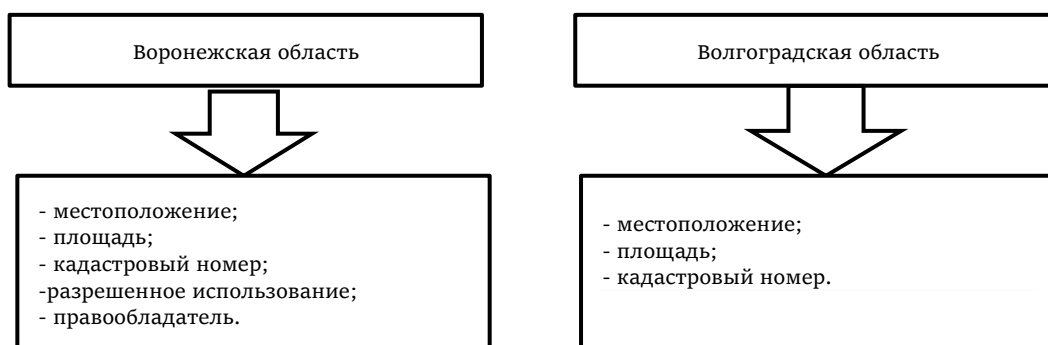 Воронежская область
Волгоградская область
- местоположение;
- площадь;
- кадастровый номер;
-разрешенное использование;
- правообладатель.
- местоположение;
- площадь;
- кадастровый номер.